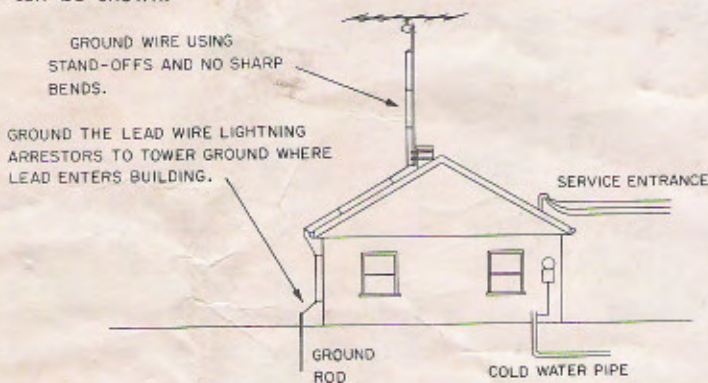 GROUND WIRE USING
STAND-OFFS AND NO SHARP
BENDS.
GROUND THE LEAD WIRE LIGHTNING
ARRESTORS TO TOWER GROUND WHERE
LEAD ENTERS BUILDING.
SERVICE ENTRANCE
GROUND
ROD
COLD WATER PIPE